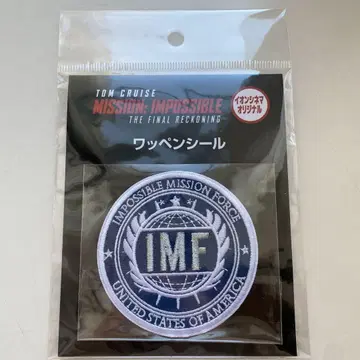 TOM CRUISE
MISSION: IMPOSSIBLE
THE FINAL RECKONING
イオンシネマ
オリジナル
ワッペンシール
IMPOSSIBLE MISSION FORCE
IMF
UNITED STATES OF AMERICA